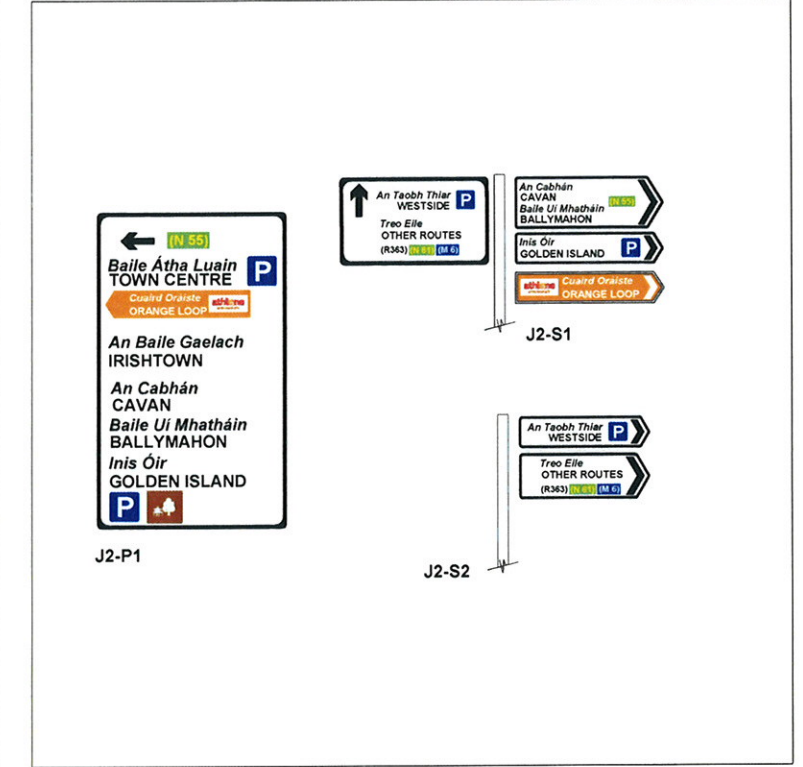 (N 55)
Baile Átha Luain
TOWN CENTRE P
Cuaird Oráiste
ORANGE LOOP athlone
An Baile Gaelach
IRISHTOWN
An Cabhán
CAVAN
Baile Uí Mhatháin
BALLYMAHON
Inis Óir
GOLDEN ISLAND
P
J2-P1
An Taobh Thiar
WESTSIDE P
Treo Eile
OTHER ROUTES
(R363) (N 61) (M 6)
An Cabhán
CAVAN (N 55)
Baile Uí Mhatháin
BALLYMAHON
Inis Óir
GOLDEN ISLAND P
athlone Cuaird Oráiste
ORANGE LOOP
J2-S1
An Taobh Thiar
WESTSIDE P
Treo Eile
OTHER ROUTES
(R363) (N 61) (M 6)
J2-S2